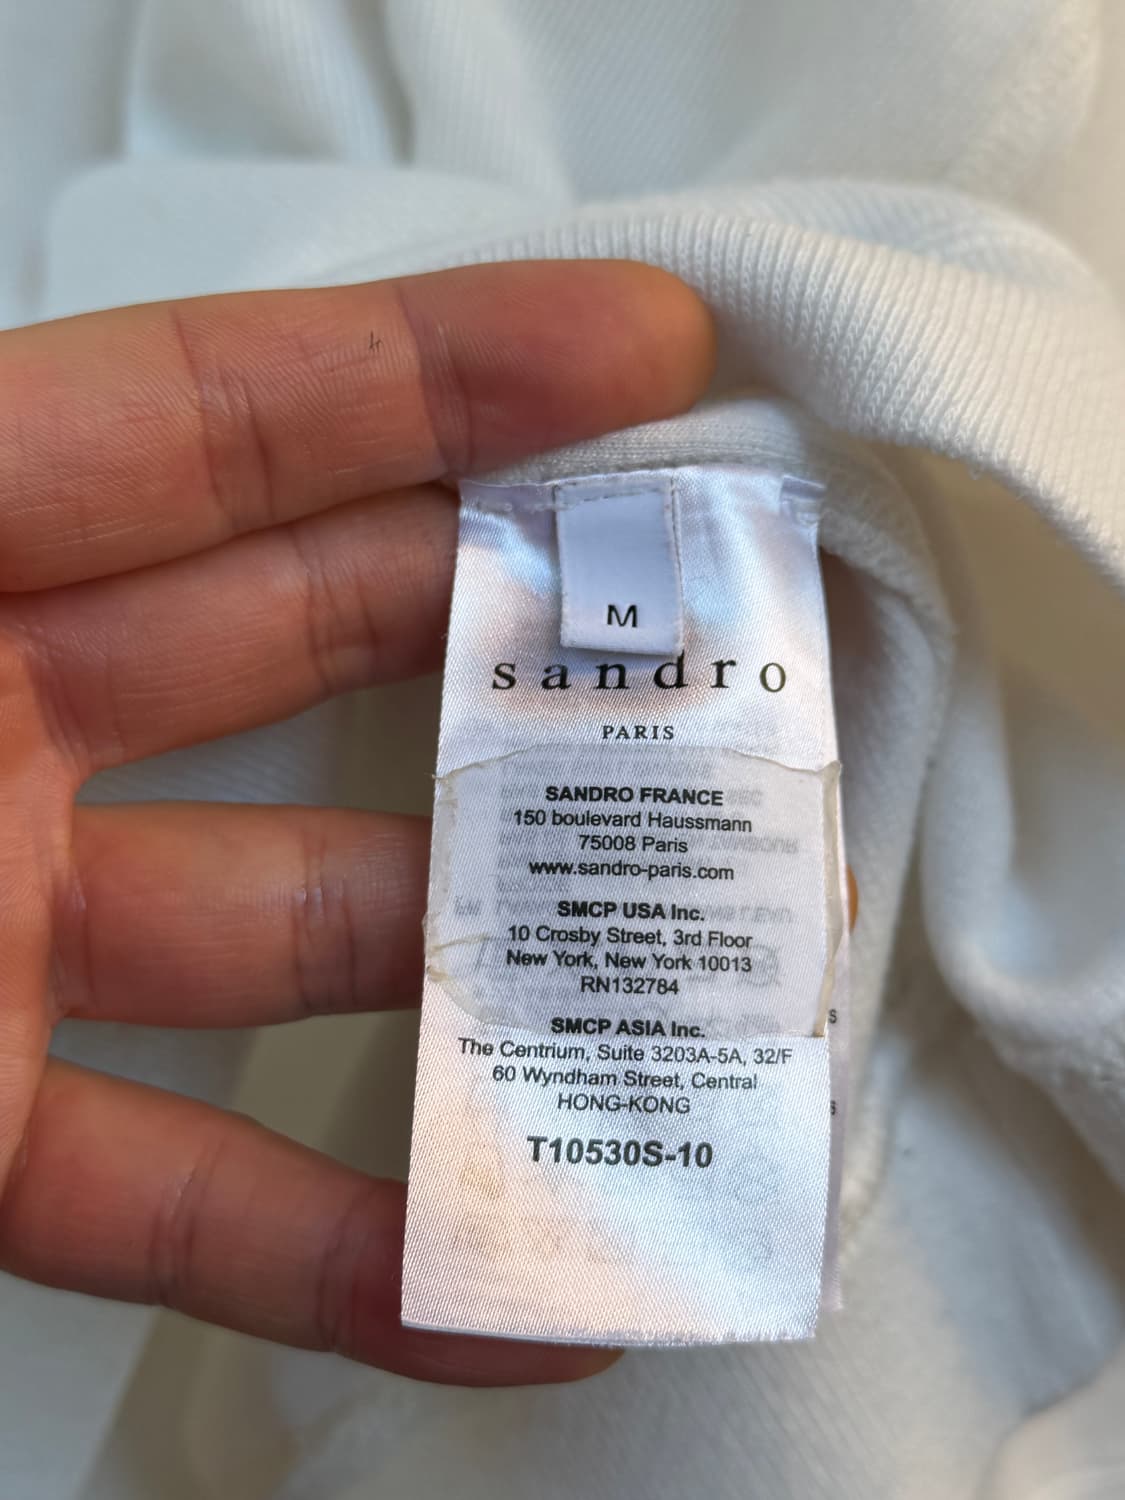 M
sandro
PARIS
SANDRO FRANCE
150 boulevard Haussmann
75008 Paris
www.sandro-paris.com
SMCP USA Inc.
10 Crosby Street, 3rd Floor
New York, New York 10013
RN132784
SMCP ASIA Inc.
The Centrium, Suite 3203A-5A, 32/F
60 Wyndham Street, Central
HONG-KONG
T10530S-10